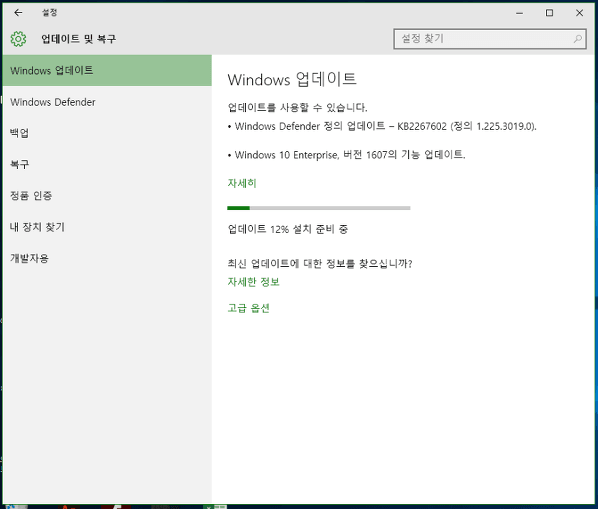 설정
업데이트 및 복구
설정 찾기
Windows 업데이트
Windows Defender
백업
복구
정품 인증
내 장치 찾기
개발자용
Windows 업데이트
업데이트를 사용할 수 있습니다.
• Windows Defender 정의 업데이트 – KB2267602 (정의 1.225.3019.0).
• Windows 10 Enterprise, 버전 1607의 기능 업데이트.
자세히
업데이트 12% 설치 준비 중
최신 업데이트에 대한 정보를 찾으십니까?
자세한 정보
고급 옵션